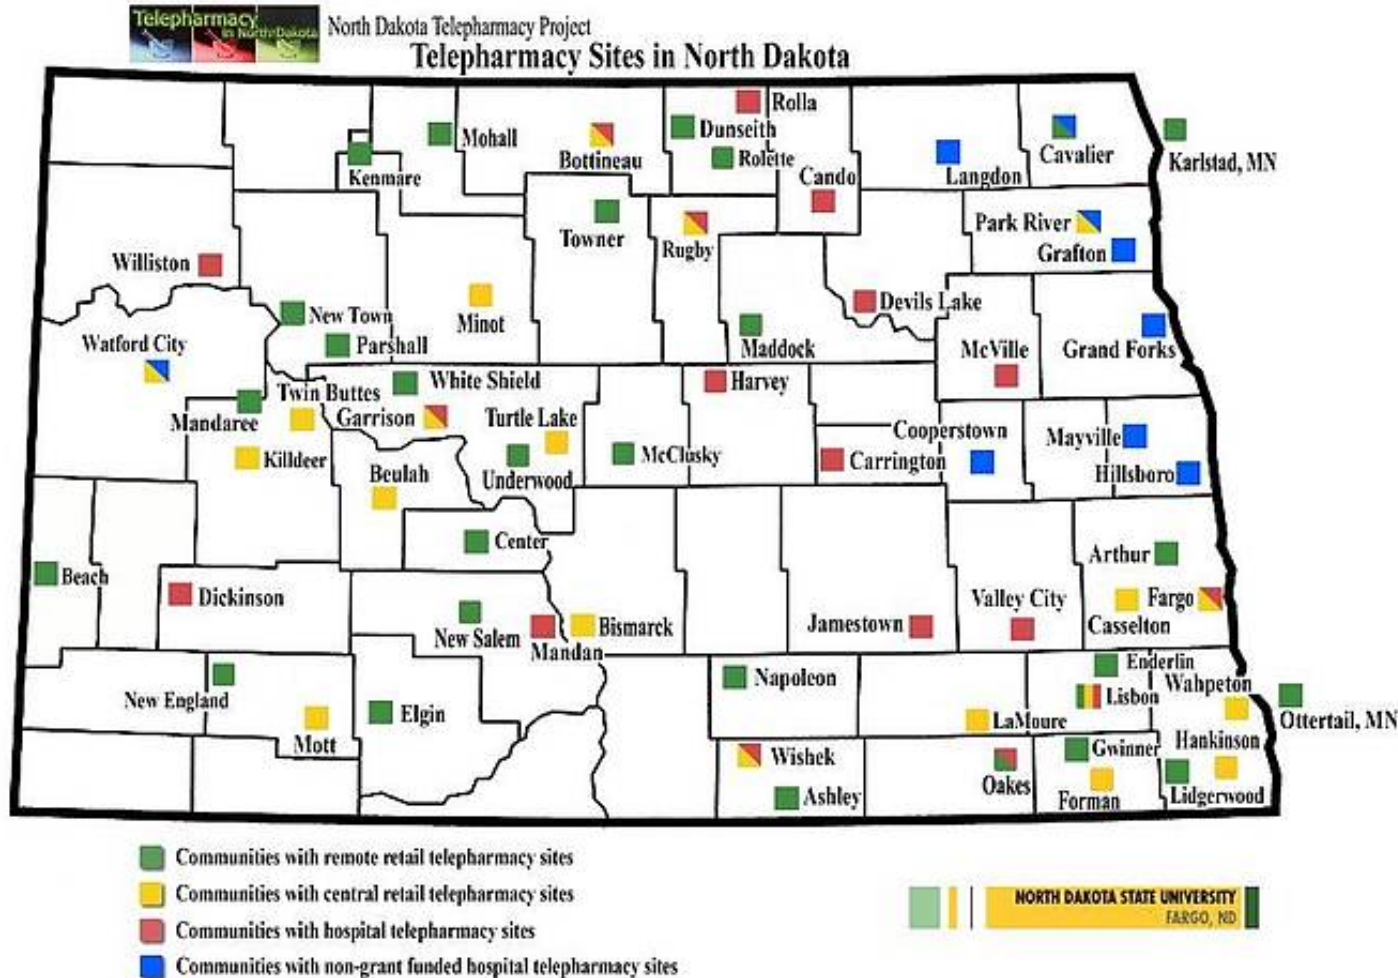 Telepharmacy
in North Dakota
North Dakota Telepharmacy Project
Telepharmacy Sites in North Dakota
Rolla
Mohall
Dunseith
Bottineau
Rolette
Cavalier
Karlstad, MN
Kenmare
Cando
Langdon
Towner
Rugby
Park River
Grafton
Williston
New Town
Minot
Devils Lake
Watford City
Parshall
Maddock
McVille
Grand Forks
Twin Buttes
White Shield
Harvey
Mandaree
Garrison
Turtle Lake
Cooperstown
Mayville
Killdeer
Beulah
Underwood
McClusky
Carrington
Hillsboro
Center
Arthur
Beach
Dickinson
Valley City
Fargo
New Salem
Bismarck
Jamestown
Casselton
Mandan
Enderlin
New England
Napoleon
Lisbon
Wahpeton
Elgin
LaMoure
Ottertail, MN
Mott
Wishek
Gwinner
Hankinson
Ashley
Oakes
Forman
Lidgerwood
Communities with remote retail telepharmacy sites
Communities with central retail telepharmacy sites
Communities with hospital telepharmacy sites
Communities with non-grant funded hospital telepharmacy sites
NORTH DAKOTA STATE UNIVERSITY
FARGO, ND